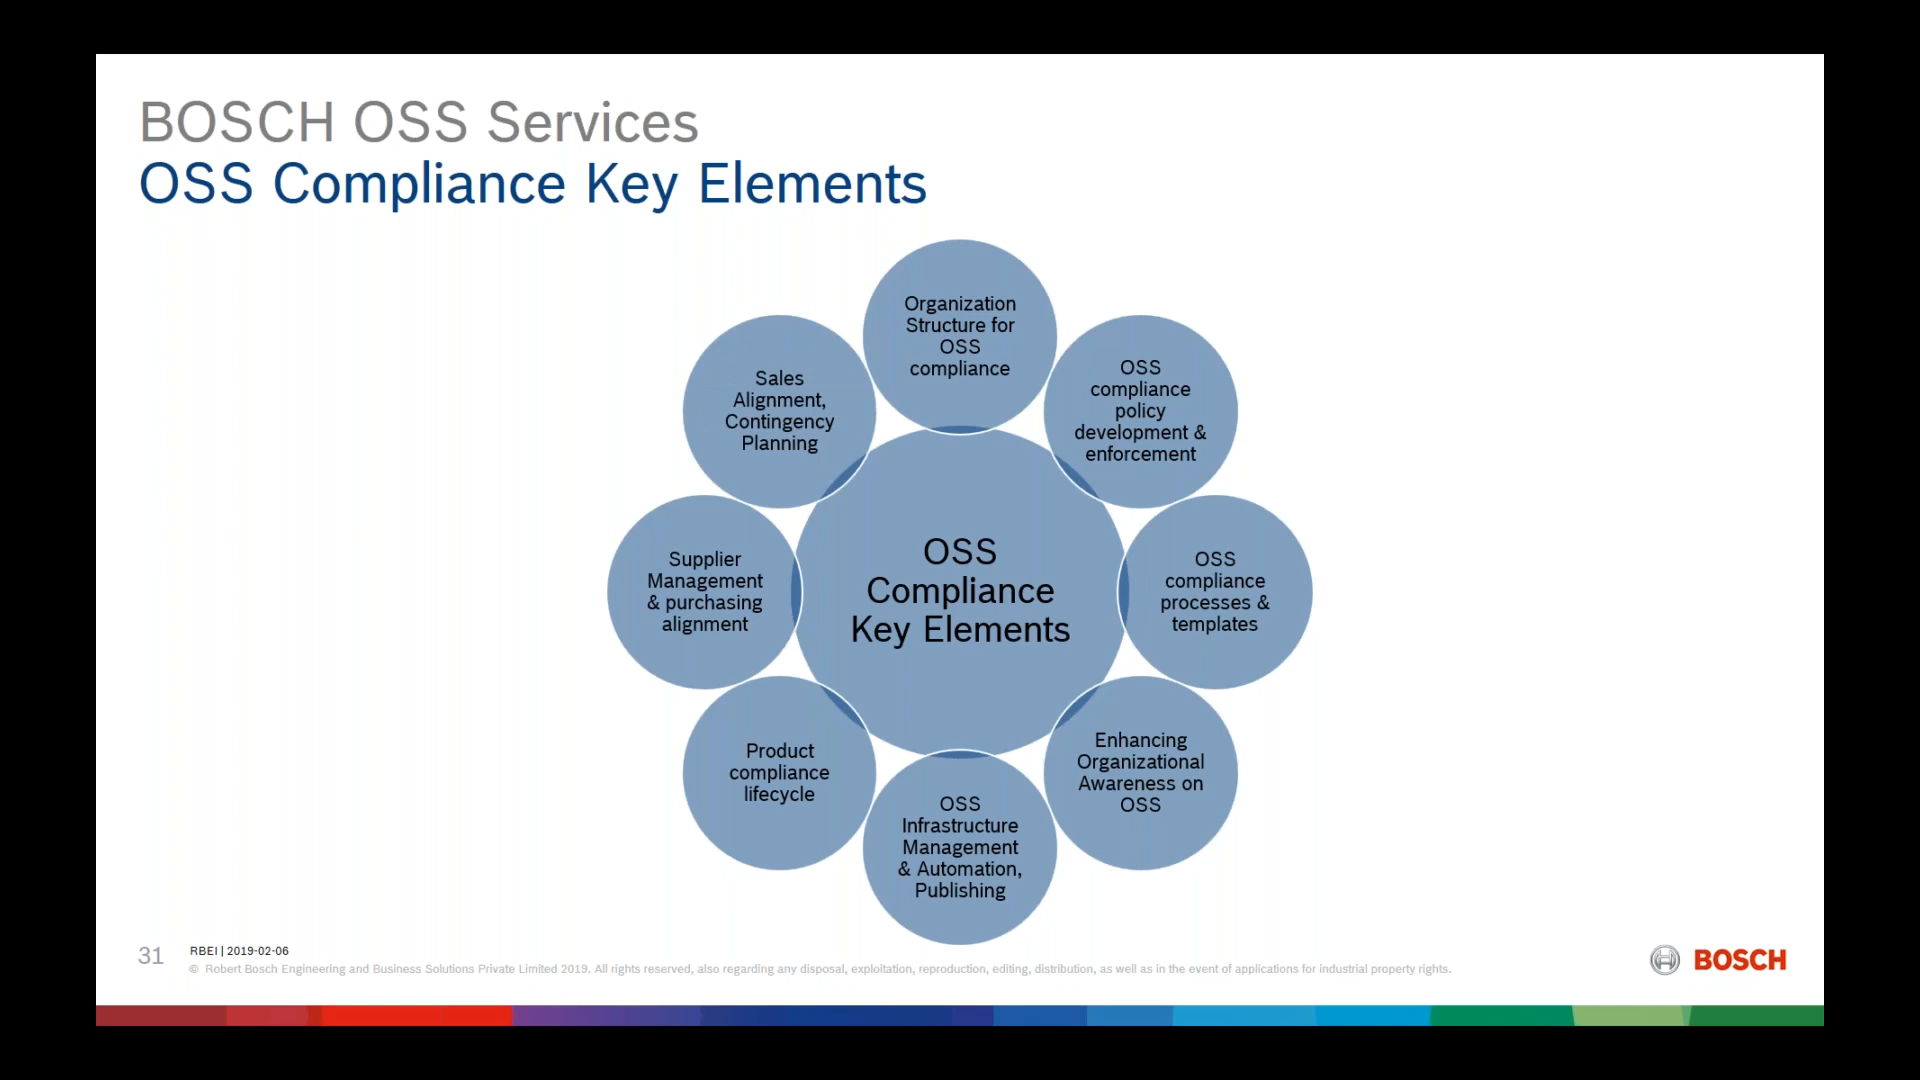 BOSCH OSS Services
OSS Compliance Key Elements
Organization
Structure for
OSS
compliance
OSS
compliance
policy
development &
enforcement
OSS
compliance
processes &
templates
Enhancing
Organizational
Awareness on
OSS
OSS
Infrastructure
Management
& Automation,
Publishing
Product
compliance
lifecycle
Supplier
Management
& purchasing
alignment
Sales
Alignment,
Contingency
Planning
OSS
Compliance
Key Elements
31
RBEI | 2019-02-06
© Robert Bosch Engineering and Business Solutions Private Limited 2019. All rights reserved, also regarding any disposal, exploitation, reproduction, editing, distribution, as well as in the event of applications for industrial property rights.
BOSCH